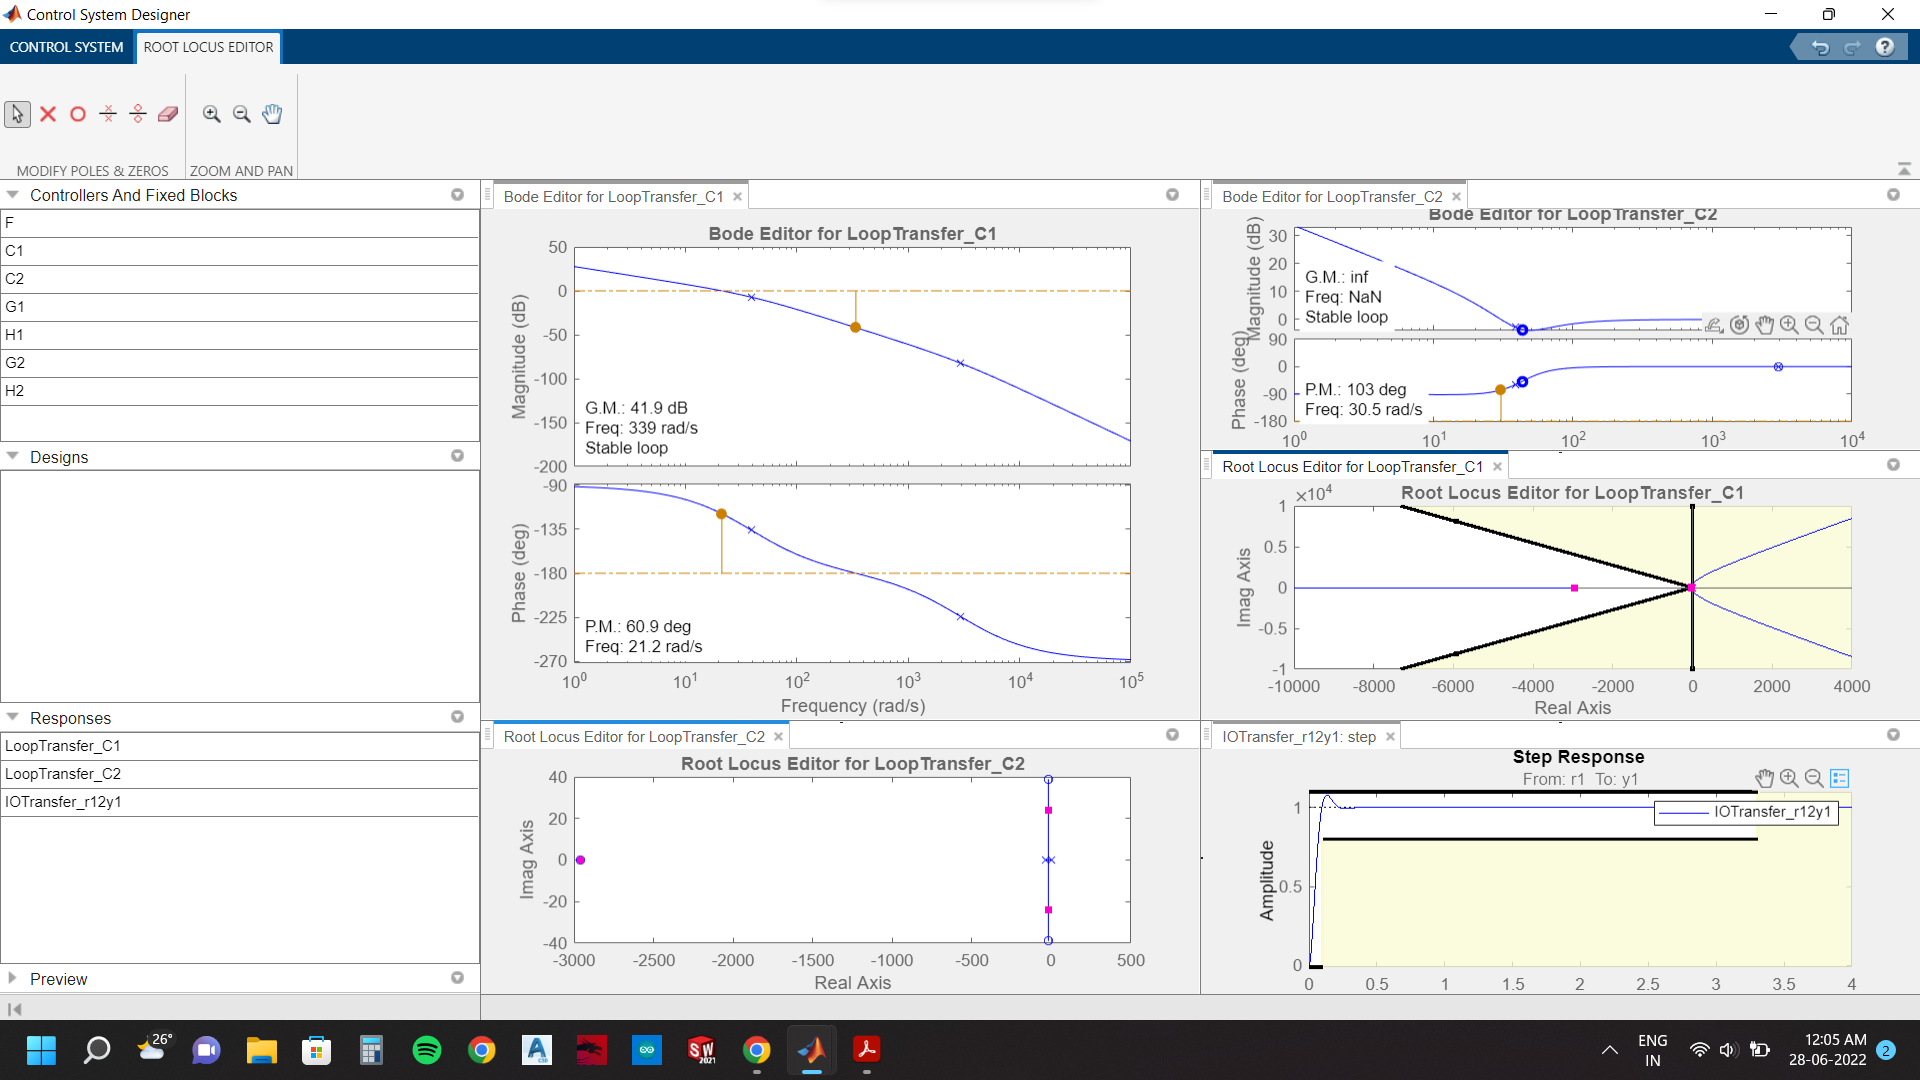 Control System Designer
CONTROL SYSTEM
ROOT LOCUS EDITOR
MODIFY POLES & ZEROS
ZOOM AND PAN
Controllers And Fixed Blocks
F
C1
C2
G1
H1
G2
H2
Designs
Responses
LoopTransfer_C1
LoopTransfer_C2
IOTransfer_r12y1
Preview
Bode Editor for LoopTransfer_C1
Bode Editor for LoopTransfer_C1
50
0
-50
-100
-150
-200
Magnitude (dB)
G.M.: 41.9 dB
Freq: 339 rad/s
Stable loop
-90
-135
-180
-225
-270
Phase (deg)
P.M.: 60.9 deg
Freq: 21.2 rad/s
10^0 10^1 10^2 10^3 10^4 10^5
Frequency (rad/s)
Bode Editor for LoopTransfer_C2
Bode Editor for LoopTransfer_C2
30
20
10
0
Magnitude (dB)
G.M.: inf
Freq: NaN
Stable loop
90
0
-90
-180
Phase (deg)
P.M.: 103 deg
Freq: 30.5 rad/s
10^0 10^1 10^2 10^3 10^4
Root Locus Editor for LoopTransfer_C1
Root Locus Editor for LoopTransfer_C1
×10^4
1
0.5
0
-0.5
-1
Imag Axis
-10000 -8000 -6000 -4000 -2000 0 2000 4000
Real Axis
Root Locus Editor for LoopTransfer_C2
Root Locus Editor for LoopTransfer_C2
40
20
0
-20
-40
Imag Axis
-3000 -2500 -2000 -1500 -1000 -500 0 500
Real Axis
IOTransfer_r12y1: step
Step Response
From: r1 To: y1
IOTransfer_r12y1
1
0.5
0
Amplitude
0 0.5 1 1.5 2 2.5 3 3.5 4
26°
A
C3D
SW
2021
ENG
IN
12:05 AM
28-06-2022
2